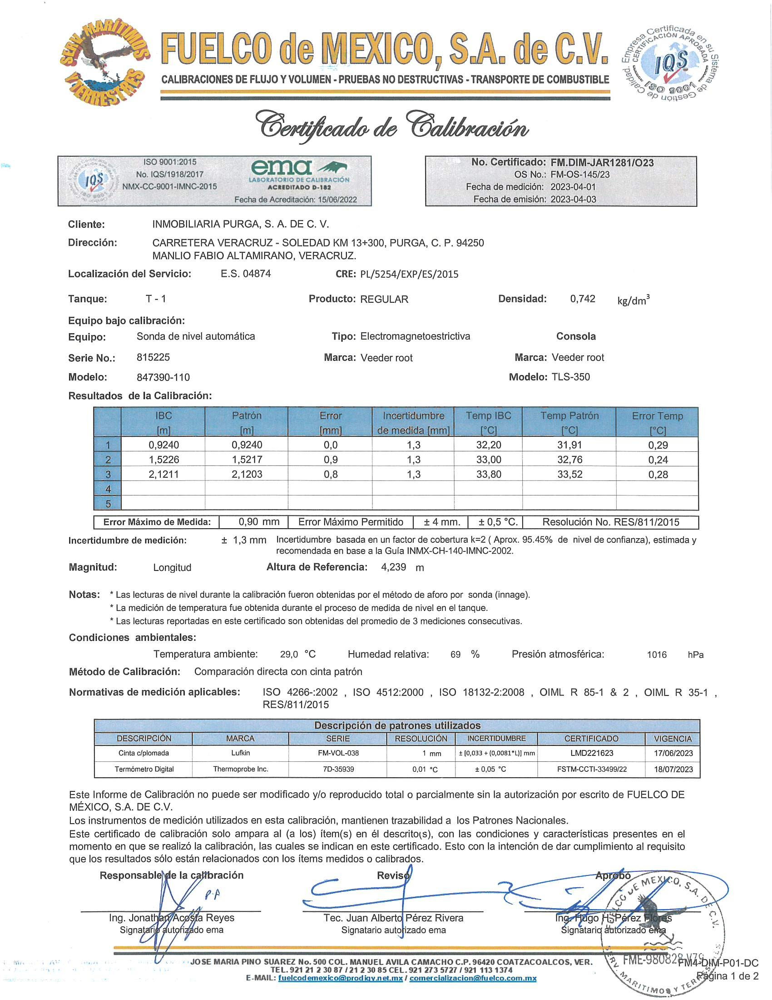 SERV. MARÍTIMOS Y TERRESTRES
FUELCO de MEXICO, S.A. de C.V.
CALIBRACIONES DE FLUJO Y VOLUMEN - PRUEBAS NO DESTRUCTIVAS - TRANSPORTE DE COMBUSTIBLE
Empresa Certificada en su Sistema de Gestión de Calidad.
CERTIFICACIÓN APROBADA
IQS
ISO 9001
Certificado de Calibración
IQS
ISO 9001:2015
No. IQS/1918/2017
NMX-CC-9001-IMNC-2015
ema
LABORATORIO DE CALIBRACIÓN
ACREDITADO D-182
Fecha de Acreditación: 15/06/2022
No. Certificado: FM.DIM-JAR1281/O23
OS No.: FM-OS-145/23
Fecha de medición: 2023-04-01
Fecha de emisión: 2023-04-03
Cliente: INMOBILIARIA PURGA, S. A. DE C. V.
Dirección: CARRETERA VERACRUZ - SOLEDAD KM 13+300, PURGA, C. P. 94250
MANLIO FABIO ALTAMIRANO, VERACRUZ.
Localización del Servicio: E.S. 04874 CRE: PL/5254/EXP/ES/2015
Tanque: T - 1 Producto: REGULAR Densidad: 0,742 kg/dm³
Equipo bajo calibración:
Equipo: Sonda de nivel automática Tipo: Electromagnetoestrictiva Consola
Serie No.: 815225 Marca: Veeder root Marca: Veeder root
Modelo: 847390-110 Modelo: TLS-350
Resultados de la Calibración:
IBC Patrón Error Incertidumbre Temp IBC Temp Patrón Error Temp
[m] [m] [mm] de medida [mm] [°C] [°C] [°C]
1 0,9240 0,9240 0,0 1,3 32,20 31,91 0,29
2 1,5226 1,5217 0,9 1,3 33,00 32,76 0,24
3 2,1211 2,1203 0,8 1,3 33,80 33,52 0,28
4
5
Error Máximo de Medida: 0,90 mm Error Máximo Permitido ± 4 mm. ± 0,5 °C. Resolución No. RES/811/2015
Incertidumbre de medición: ± 1,3 mm Incertidumbre basada en un factor de cobertura k=2 ( Aprox. 95.45% de nivel de confianza), estimada y
recomendada en base a la Guía INMX-CH-140-IMNC-2002.
Magnitud: Longitud Altura de Referencia: 4,239 m
Notas: * Las lecturas de nivel durante la calibración fueron obtenidas por el método de aforo por sonda (innage).
* La medición de temperatura fue obtenida durante el proceso de medida de nivel en el tanque.
* Las lecturas reportadas en este certificado son obtenidas del promedio de 3 mediciones consecutivas.
Condiciones ambientales:
Temperatura ambiente: 29,0 °C Humedad relativa: 69 % Presión atmosférica: 1016 hPa
Método de Calibración: Comparación directa con cinta patrón
Normativas de medición aplicables: ISO 4266-:2002 , ISO 4512:2000 , ISO 18132-2:2008 , OIML R 85-1 & 2 , OIML R 35-1 ,
RES/811/2015
Descripción de patrones utilizados
DESCRIPCIÓN MARCA SERIE RESOLUCIÓN INCERTIDUMBRE CERTIFICADO VIGENCIA
Cinta c/plomada Lufkin FM-VOL-038 1 mm ± [0,033 + (0,0081*L)] mm LMD221623 17/06/2023
Termómetro Digital Thermoprobe Inc. 7D-35939 0,01 °C ± 0,05 °C FSTM-CCTI-33499/22 18/07/2023
Este Informe de Calibración no puede ser modificado y/o reproducido total o parcialmente sin la autorización por escrito de FUELCO DE
MÉXICO, S.A. DE C.V.
Los instrumentos de medición utilizados en esta calibración, mantienen trazabilidad a los Patrones Nacionales.
Este certificado de calibración solo ampara al (a los) ítem(s) en él descrito(s), con las condiciones y características presentes en el
momento en que se realizó la calibración, las cuales se indican en este certificado. Esto con la intención de dar cumplimiento al requisito
que los resultados sólo están relacionados con los ítems medidos o calibrados.
Responsable de la calibración Revisó Aprobó
P.A
Ing. Jonathan Acosta Reyes Tec. Juan Alberto Pérez Rivera Ing. Hugo H. Pérez Flores
Signatario autorizado ema Signatario autorizado ema Signatario autorizado ema
FUELCO DE MEXICO, S.A. DE C.V.
SERV. MARITIMOS Y TERRESTRES
FME-980828-V79
JOSE MARIA PINO SUAREZ No. 500 COL. MANUEL AVILA CAMACHO C.P. 96420 COATZACOALCOS, VER.
TEL. 921 21 2 30 87 / 21 2 30 85 CEL. 921 273 5727 / 921 113 1374
E-MAIL: fuelcodemexico@prodigy.net.mx / comercializacion@fuelco.com.mx
FM4-DIM-P01-DC
Página 1 de 2